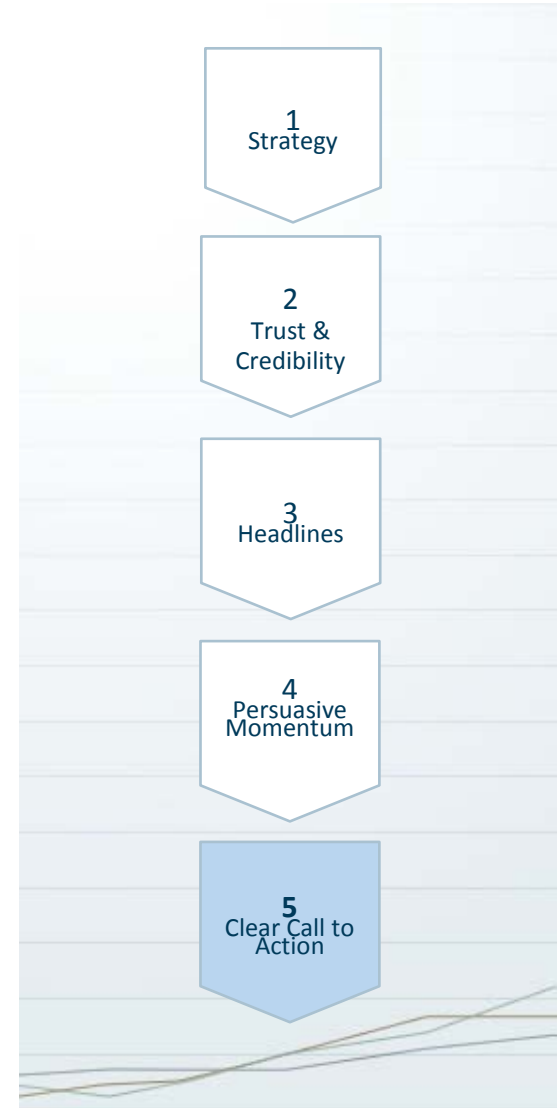 1
Strategy
2
Trust &
Credibility
3
Headlines
4
Persuasive
Momentum
5
Clear Call to
Action